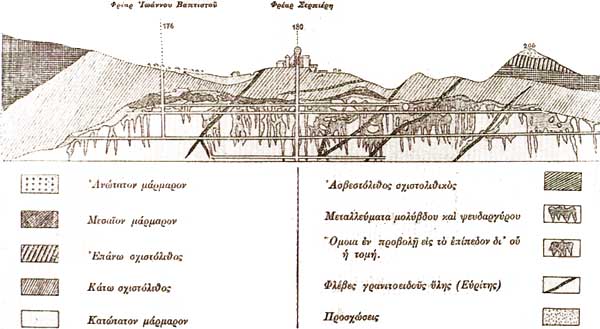 Φρέαρ Ἰωάννου Βαπτιστοῦ
Φρέαρ Σερπιέρη
176
180
Ἀνώτατον μάρμαρον
Μεσαῖον μάρμαρον
Ἐπάνω σχιστόλιθος
Κάτω σχιστόλιθος
Κατώτατον μάρμαρον
Ἀσβεστόλιθος σχιστολιθικὸς
Μεταλλεύματα μολύβδου καὶ ψευδαργύρου
Ὅμοια ἐν προβολῇ εἰς τὸ ἐπίπεδον δι' οὗ
ἡ τομή.
Φλέβες γρανιτοειδοῦς ὕλης (Εὐρίτης)
Προσχώσεις